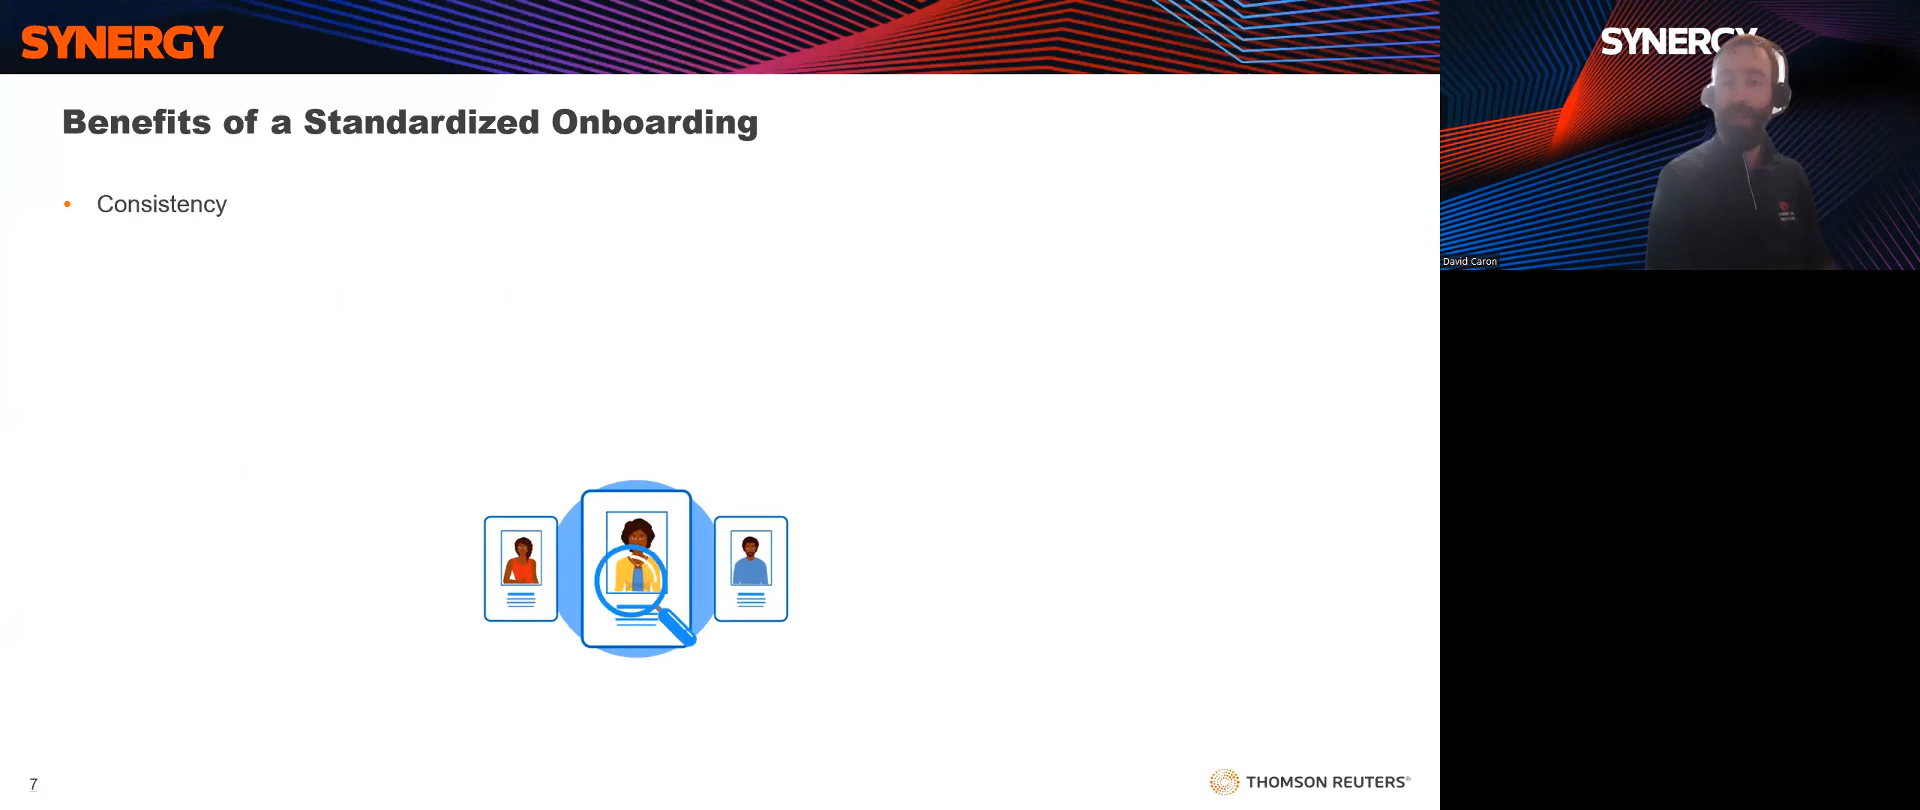 SYNERGY
Benefits of a Standardized Onboarding
• Consistency
7
THOMSON REUTERS®
SYNERGY
David Caron